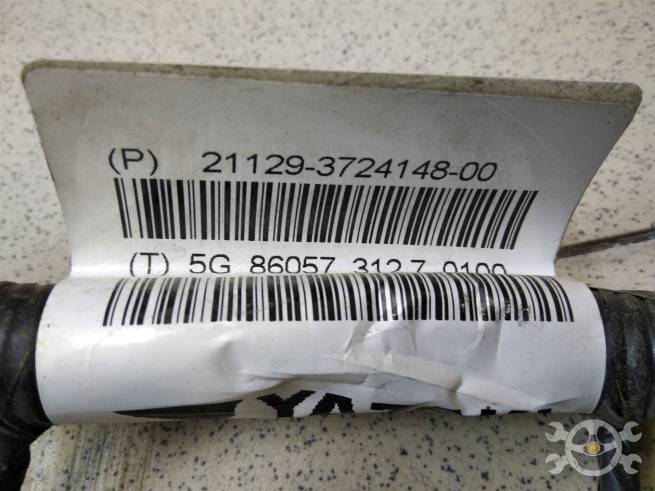 (P) 21129-3724148-00
(T) 5G 86057 312 7 0100